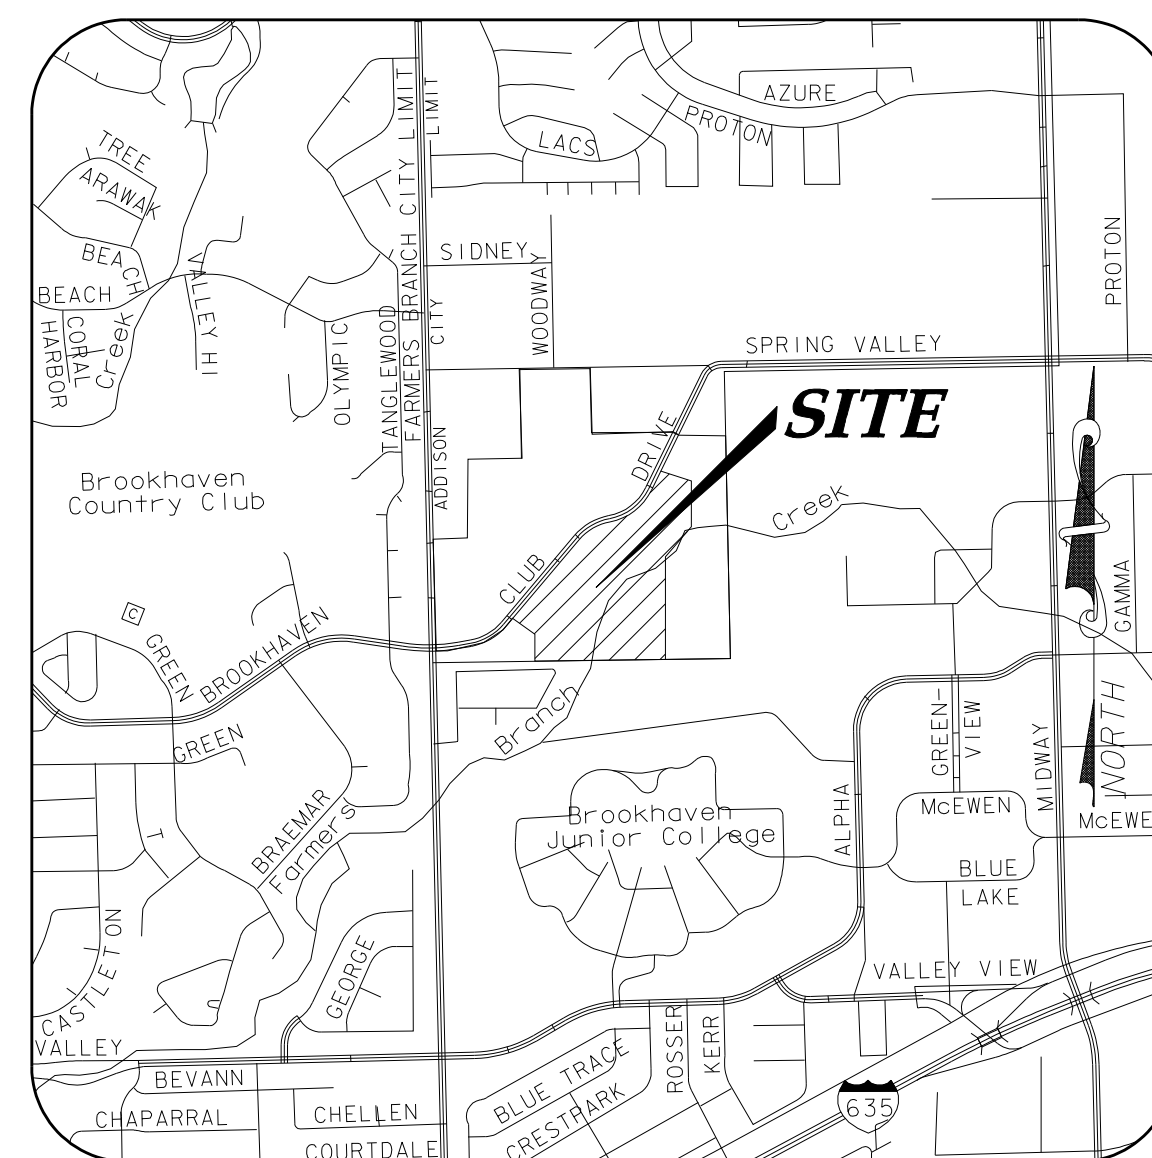 AZURE
PROTON
LACS
TREE
ARAWAK
BEACH
BEACH
HARBOR
CORAL
Creek
VALLEY HI
OLYMPIC
TANGLEWOOD
FARMERS BRANCH CITY LIMIT
ADDISON CITY LIMIT
SIDNEY
WOODWAY
PROTON
SPRING VALLEY
SITE
DRIVE
CLUB
BROOKHAVEN
Brookhaven
Country Club
Creek
C
GREEN
GREEN
Branch
Farmers
BRAEMAR
T
GAMMA
NORTH
GREEN-
VIEW
MIDWAY
McEWEN
McEWE
ALPHA
BLUE
LAKE
Brookhaven
Junior College
CASTLETON
GEORGE
VALLEY VIEW
VALLEY
BEVANN
CHAPARRAL
CHELLEN
COURTDALE
BLUE TRACE
CRESTPARK
ROSSER
KERR
635